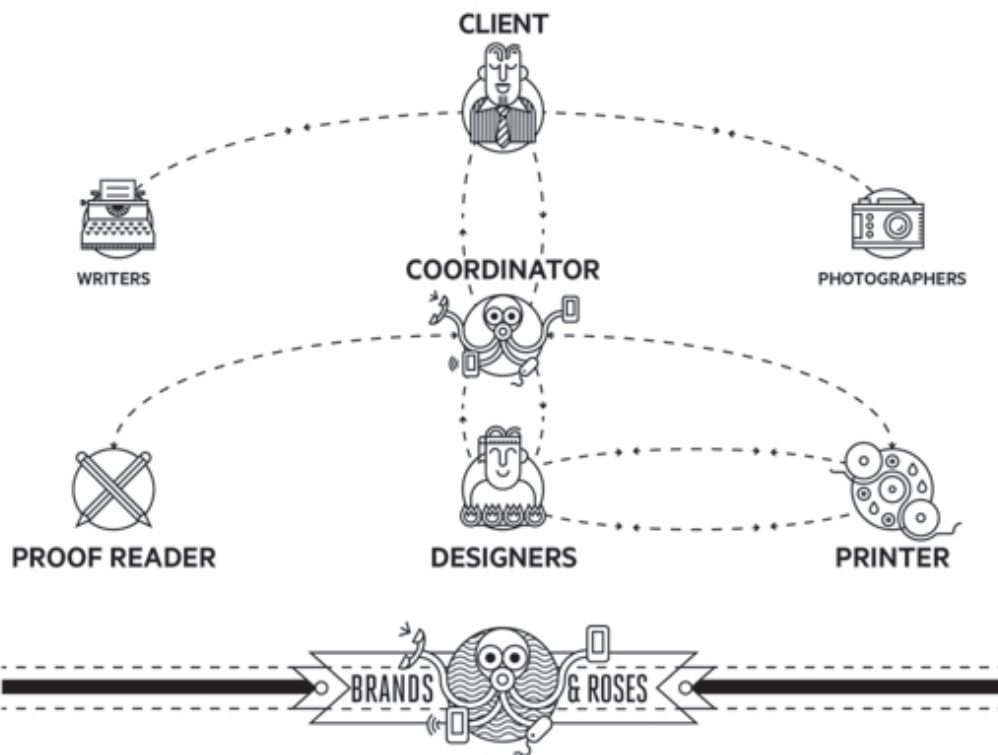 CLIENT
WRITERS
PHOTOGRAPHERS
COORDINATOR
PROOF READER
DESIGNERS
PRINTER
BRANDS & ROSES